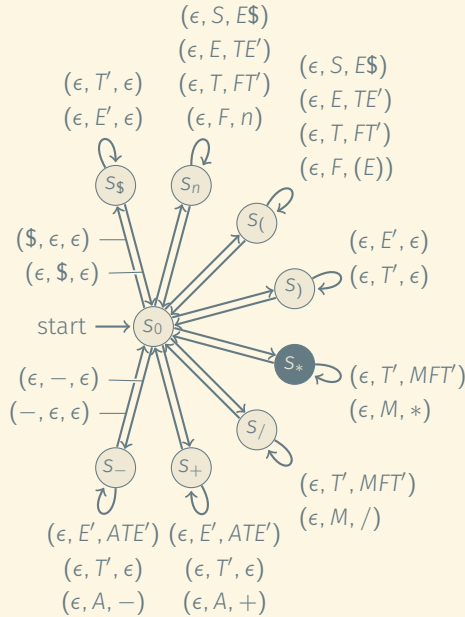 (ϵ, S, E$)
(ϵ, E, TE′)
(ϵ, T, FT′)
(ϵ, F, n)
(ϵ, T′, ϵ)
(ϵ, E′, ϵ)
(ϵ, S, E$)
(ϵ, E, TE′)
(ϵ, T, FT′)
(ϵ, F, (E))
S$
Sn
S(
($, ϵ, ϵ)
(ϵ, $, ϵ)
(ϵ, E′, ϵ)
(ϵ, T′, ϵ)
S)
start
S0
S*
(ϵ, T′, MFT′)
(ϵ, M, *)
(ϵ, −, ϵ)
(−, ϵ, ϵ)
S/
(ϵ, T′, MFT′)
(ϵ, M, /)
S−
S+
(ϵ, E′, ATE′)
(ϵ, T′, ϵ)
(ϵ, A, −)
(ϵ, E′, ATE′)
(ϵ, T′, ϵ)
(ϵ, A, +)